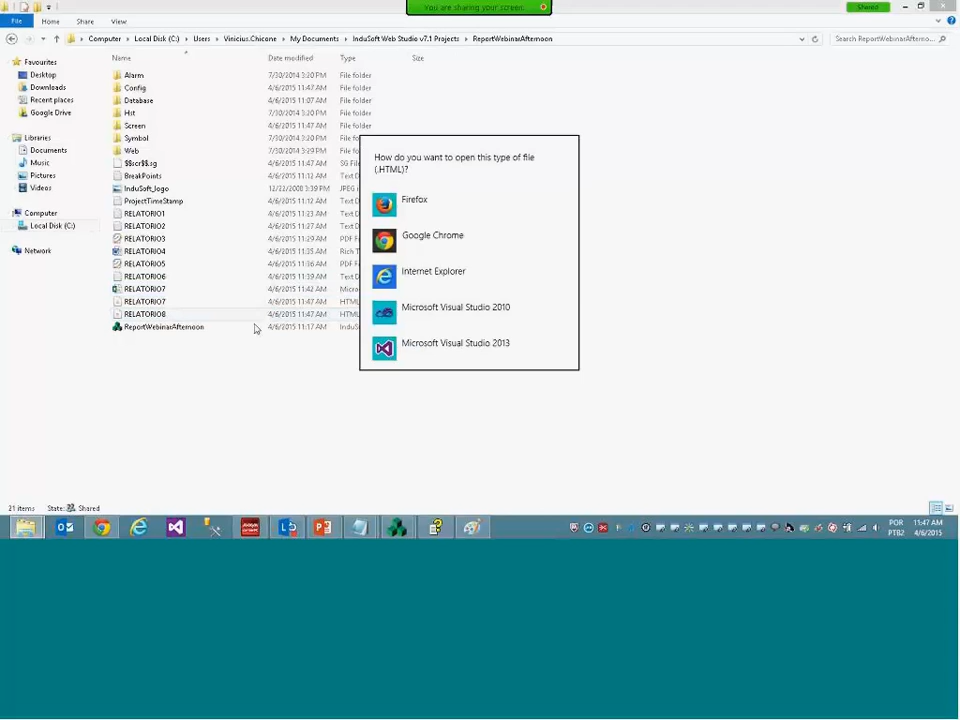 You are sharing your screen.
Shared
File Home Share View
Computer Local Disk (C:) Users Vinicius.Chicone My Documents InduSoft Web Studio v7.1 Projects ReportWebinarAfternoon
Search ReportWebinarAfterno...
Name Date modified Type Size
Favourites
Desktop
Downloads
Recent places
Google Drive
Libraries
Documents
Music
Pictures
Videos
Computer
Local Disk (C:)
Network
Alarm 7/30/2014 3:20 PM File folder
Config 4/6/2015 11:47 AM File folder
Database 4/6/2015 11:07 AM File folder
Hst 7/30/2014 3:20 PM File folder
Screen 4/6/2015 11:47 AM File folder
Symbol 7/30/2014 3:20 PM File folder
Web 7/30/2014 3:29 PM File folder
$$scr$$.sg 4/6/2015 11:47 AM SG File
BreakPoints 4/6/2015 11:12 AM Text D
InduSoft_logo 12/22/2008 3:39 PM JPEG i
ProjectTimeStamp 4/6/2015 11:47 AM Text D
RELATORIO1 4/6/2015 11:23 AM Text D
RELATORIO2 4/6/2015 11:27 AM Text D
RELATORIO3 4/6/2015 11:29 AM PDF F
RELATORIO4 4/6/2015 11:35 AM Rich T
RELATORIO5 4/6/2015 11:36 AM PDF F
RELATORIO6 4/6/2015 11:39 AM Text D
RELATORIO7 4/6/2015 11:42 AM Micro
RELATORIO7 4/6/2015 11:47 AM HTML
RELATORIO8 4/6/2015 11:47 AM HTML
ReportWebinarAfternoon 4/6/2015 11:17 AM InduS
How do you want to open this type of file
(.HTML)?
Firefox
Google Chrome
Internet Explorer
Microsoft Visual Studio 2010
Microsoft Visual Studio 2013
21 items State: Shared
POR 11:47 AM
PTB2 4/6/2015